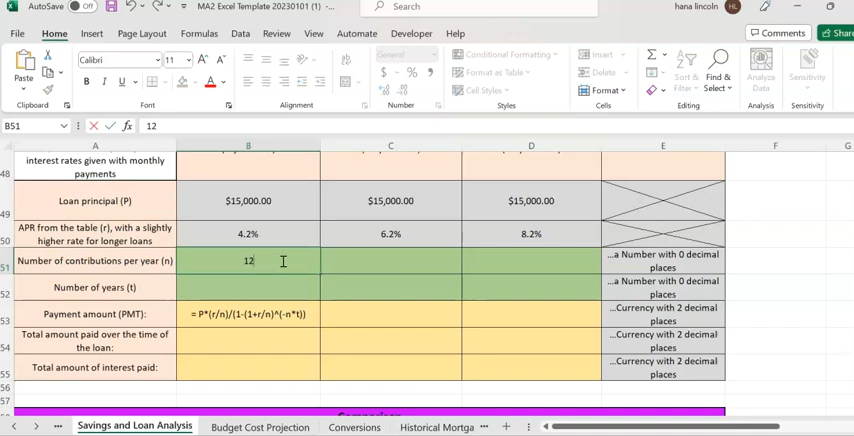 AutoSave Off MA2 Excel Template 20230101 (1) -... Search hana lincoln HL
File Home Insert Page Layout Formulas Data Review View Automate Developer Help Comments Share
Paste Calibri 11 General Conditional Formatting Insert Sort & Filter Find & Select Analyze Data Sensitivity
B I U Format as Table Delete
Cell Styles Format
Clipboard Font Alignment Number Styles Cells Editing Analysis Sensitivity
B51 fx 12
A B C D E F G
48 interest rates given with monthly payments
49 Loan principal (P) $15,000.00 $15,000.00 $15,000.00
50 APR from the table (r), with a slightly higher rate for longer loans 4.2% 6.2% 8.2%
51 Number of contributions per year (n) 12 ...a Number with 0 decimal places
52 Number of years (t) ...a Number with 0 decimal places
53 Payment amount (PMT): = P*(r/n)/(1-(1+r/n)^(-n*t)) ...Currency with 2 decimal places
54 Total amount paid over the time of the loan: ...Currency with 2 decimal places
55 Total amount of interest paid: ...Currency with 2 decimal places
56
57
Savings and Loan Analysis Budget Cost Projection Conversions Historical Mortga ...